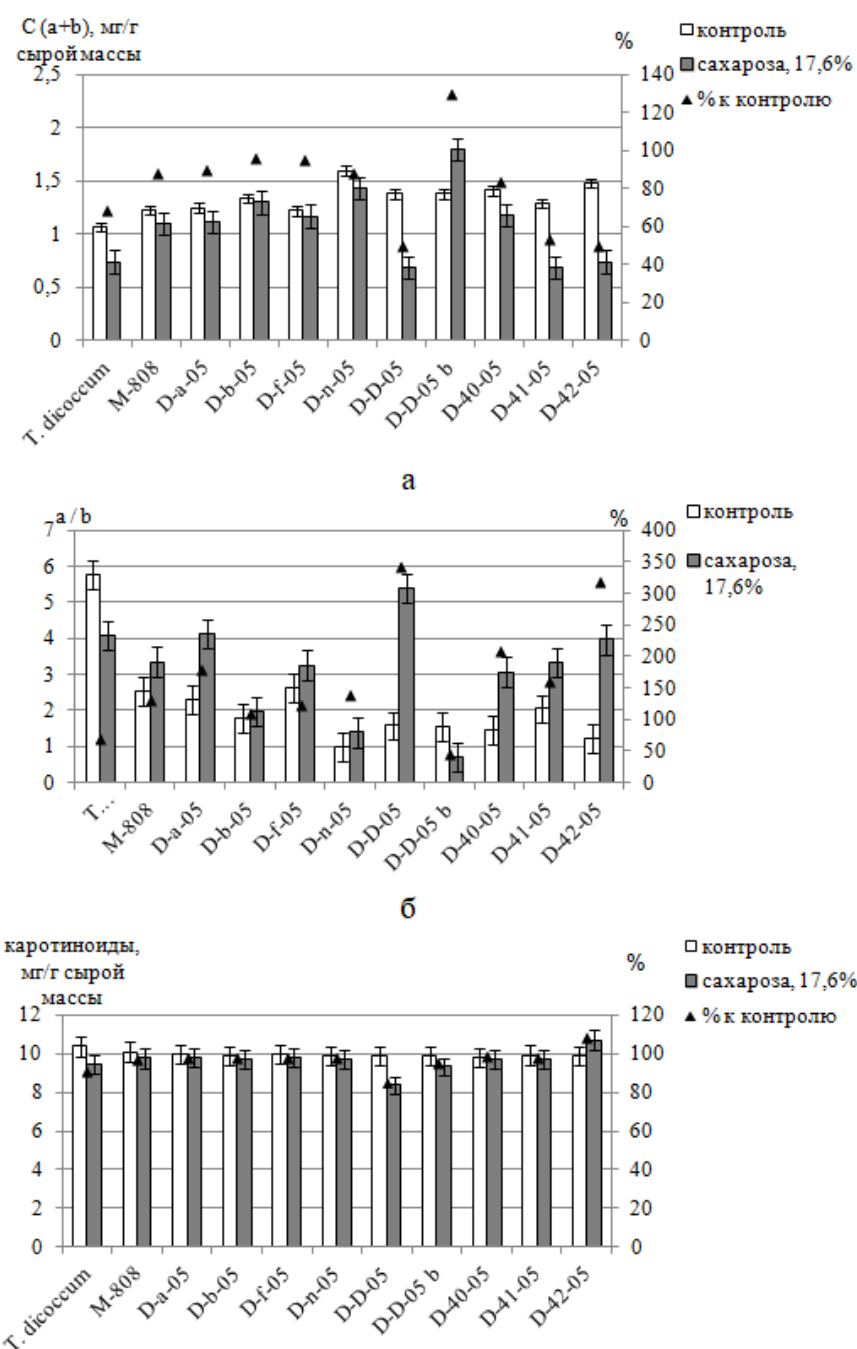 С (a+b), мг/г
сырой массы
%
контроль
сахароза, 17,6%
% к контролю
2,5
2
1,5
1
0,5
0
140
120
100
80
60
40
20
0
T. dicoccum
M-808
D-a-05
D-b-05
D-f-05
D-n-05
D-D-05
D-D-05 b
D-40-05
D-41-05
D-42-05
а
a / b
%
контроль
сахароза,
17,6%
7
6
5
4
3
2
1
0
400
350
300
250
200
150
100
50
0
T…
M-808
D-a-05
D-b-05
D-f-05
D-n-05
D-D-05
D-D-05 b
D-40-05
D-41-05
D-42-05
б
каротиноиды,
мг/г сырой
массы
%
контроль
сахароза, 17,6%
% к контролю
12
10
8
6
4
2
0
120
100
80
60
40
20
0
T. dicoccum
M-808
D-a-05
D-b-05
D-f-05
D-n-05
D-D-05
D-D-05 b
D-40-05
D-41-05
D-42-05